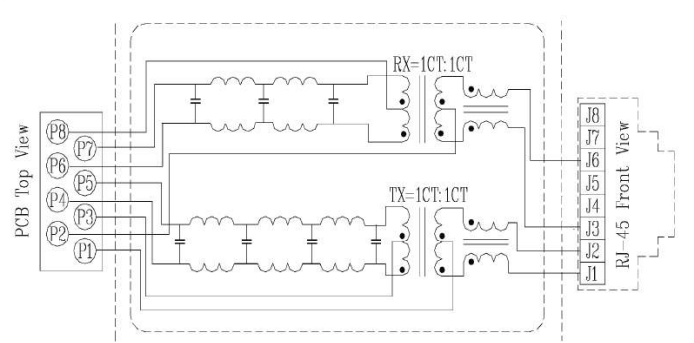 RX=1CT:1CT
PCB Top View
P8
P7
P6
P5
P4
P3
P2
P1
TX=1CT:1CT
J8
J7
J6
J5
J4
J3
J2
J1
RJ-45 Front View